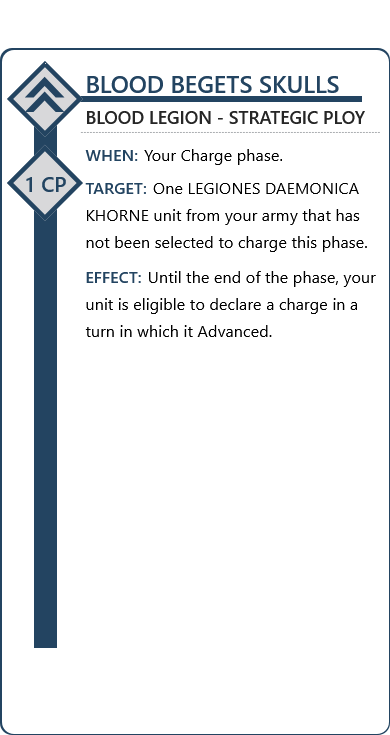 BLOOD BEGETS SKULLS
BLOOD LEGION - STRATEGIC PLOY
1 CP
WHEN: Your Charge phase.
TARGET: One LEGIONES DAEMONICA
KHORNE unit from your army that has
not been selected to charge this phase.
EFFECT: Until the end of the phase, your
unit is eligible to declare a charge in a
turn in which it Advanced.